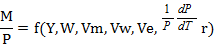 M/P = f(Y, W, Vm, Vw, Ve, 1/P dP/dT r)